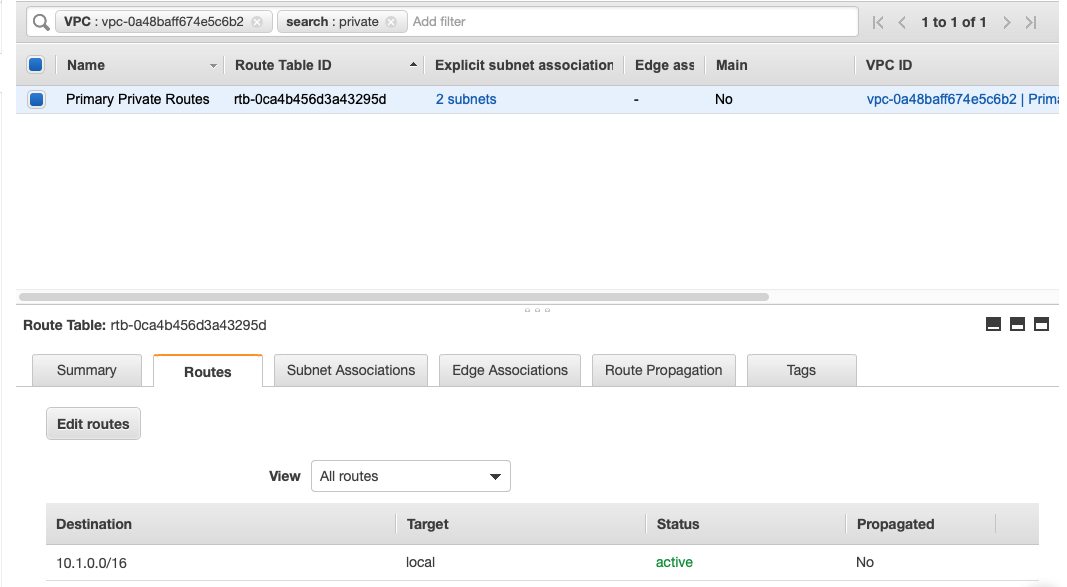 VPC : vpc-0a48baff674e5c6b2 search : private Add filter 1 to 1 of 1
Name Route Table ID Explicit subnet association Edge ass Main VPC ID
Primary Private Routes rtb-0ca4b456d3a43295d 2 subnets - No vpc-0a48baff674e5c6b2 | Prima
Route Table: rtb-0ca4b456d3a43295d
Summary Routes Subnet Associations Edge Associations Route Propagation Tags
Edit routes
View All routes
Destination Target Status Propagated
10.1.0.0/16 local active No